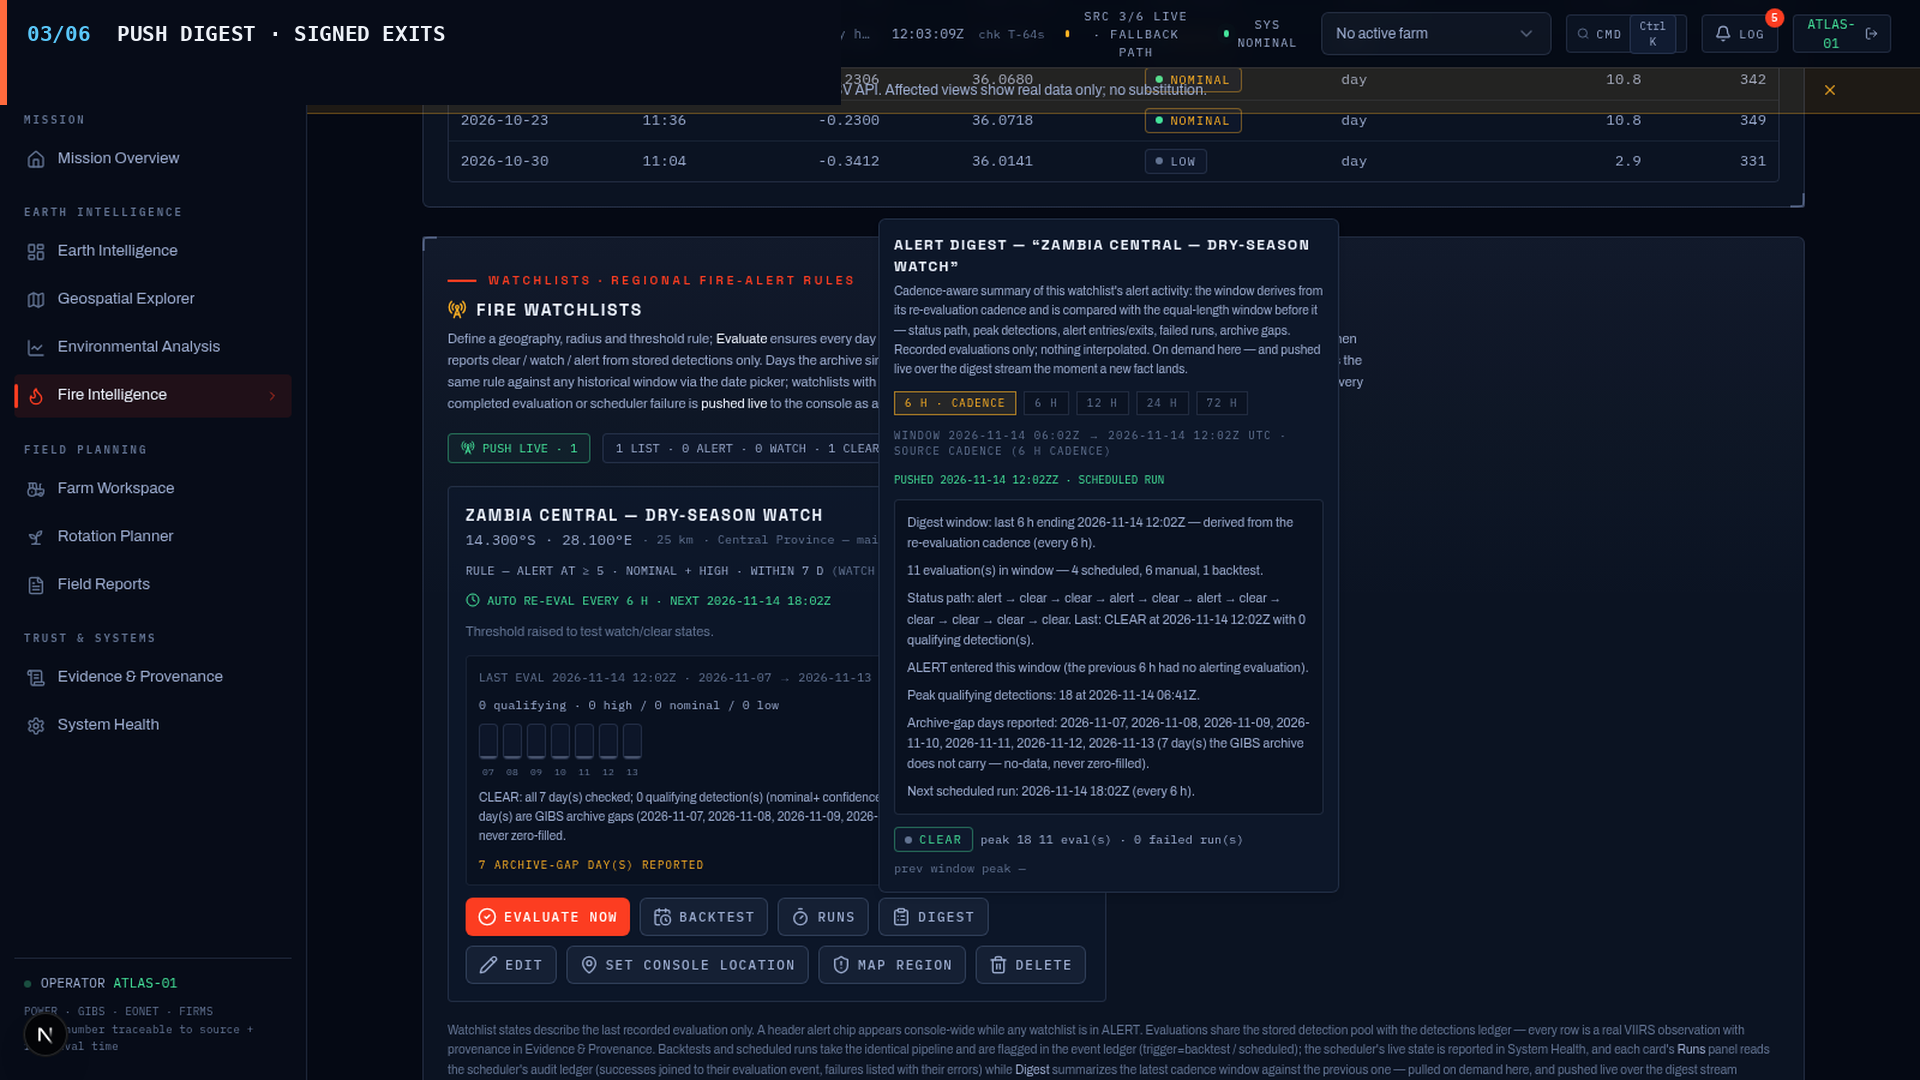 03/06 PUSH DIGEST · SIGNED EXITS
12:03:09Z chk T-64s
SRC 3/6 LIVE
· FALLBACK
PATH
SYS
NOMINAL
No active farm
CMD Ctrl K
LOG 5
ATLAS-01
API. Affected views show real data only; no substitution.
MISSION
Mission Overview
EARTH INTELLIGENCE
Earth Intelligence
Geospatial Explorer
Environmental Analysis
Fire Intelligence
FIELD PLANNING
Farm Workspace
Rotation Planner
Field Reports
TRUST & SYSTEMS
Evidence & Provenance
System Health
OPERATOR ATLAS-01
POWER · GIBS · EONET · FIRMS
number traceable to source +
time
N
2306 36.0680 NOMINAL day 10.8 342
2026-10-23 11:36 -0.2300 36.0718 NOMINAL day 10.8 349
2026-10-30 11:04 -0.3412 36.0141 LOW day 2.9 331
WATCHLISTS · REGIONAL FIRE-ALERT RULES
FIRE WATCHLISTS
Define a geography, radius and threshold rule; Evaluate ensures every day
reports clear / watch / alert from stored detections only. Days the archive
same rule against any historical window via the date picker; watchlists with
completed evaluation or scheduler failure is pushed live to the console as a
PUSH LIVE · 1
1 LIST · 0 ALERT · 0 WATCH · 1 CLEAR
ZAMBIA CENTRAL — DRY-SEASON WATCH
14.300°S · 28.100°E · 25 km · Central Province —
RULE — ALERT AT ≥ 5 · NOMINAL + HIGH · WITHIN 7 D (WATCH
AUTO RE-EVAL EVERY 6 H · NEXT 2026-11-14 18:02Z
Threshold raised to test watch/clear states.
LAST EVAL 2026-11-14 12:02Z · 2026-11-07 → 2026-11-13
0 qualifying · 0 high / 0 nominal / 0 low
07 08 09 10 11 12 13
CLEAR: all 7 day(s) checked; 0 qualifying detection(s) (nominal+ confidence
day(s) are GIBS archive gaps (2026-11-07, 2026-11-08, 2026-11-09, 2026-
never zero-filled.
7 ARCHIVE-GAP DAY(S) REPORTED
EVALUATE NOW
BACKTEST
RUNS
DIGEST
EDIT
SET CONSOLE LOCATION
MAP REGION
DELETE
ALERT DIGEST — “ZAMBIA CENTRAL — DRY-SEASON
WATCH”
Cadence-aware summary of this watchlist's alert activity: the window derives from
its re-evaluation cadence and is compared with the equal-length window before it
— status path, peak detections, alert entries/exits, failed runs, archive gaps.
Recorded evaluations only; nothing interpolated. On demand here — and pushed
live over the digest stream the moment a new fact lands.
6 H · CADENCE
6 H
12 H
24 H
72 H
WINDOW 2026-11-14 06:02Z → 2026-11-14 12:02Z UTC ·
SOURCE CADENCE (6 H CADENCE)
PUSHED 2026-11-14 12:02ZZ · SCHEDULED RUN
Digest window: last 6 h ending 2026-11-14 12:02Z — derived from the
re-evaluation cadence (every 6 h).
11 evaluation(s) in window — 4 scheduled, 6 manual, 1 backtest.
Status path: alert → clear → clear → alert → clear → alert → clear →
clear → clear → clear → clear. Last: CLEAR at 2026-11-14 12:02Z with 0
qualifying detection(s).
ALERT entered this window (the previous 6 h had no alerting evaluation).
Peak qualifying detections: 18 at 2026-11-14 06:41Z.
Archive-gap days reported: 2026-11-07, 2026-11-08, 2026-11-09, 2026-
11-10, 2026-11-11, 2026-11-12, 2026-11-13 (7 day(s) the GIBS archive
does not carry — no-data, never zero-filled).
Next scheduled run: 2026-11-14 18:02Z (every 6 h).
CLEAR peak 18 11 eval(s) · 0 failed run(s)
prev window peak —
Watchlist states describe the last recorded evaluation only. A header alert chip appears console-wide while any watchlist is in ALERT. Evaluations share the stored detection pool with the detections ledger — every row is a real VIIRS observation with
provenance in Evidence & Provenance. Backtests and scheduled runs take the identical pipeline and are flagged in the event ledger (trigger=backtest / scheduled); the scheduler's live state is reported in System Health, and each card's Runs panel reads
the scheduler's audit ledger (successes joined to their evaluation event, failures listed with their errors) while Digest summarizes the latest cadence window against the previous one — pulled on demand here, and pushed live over the digest stream